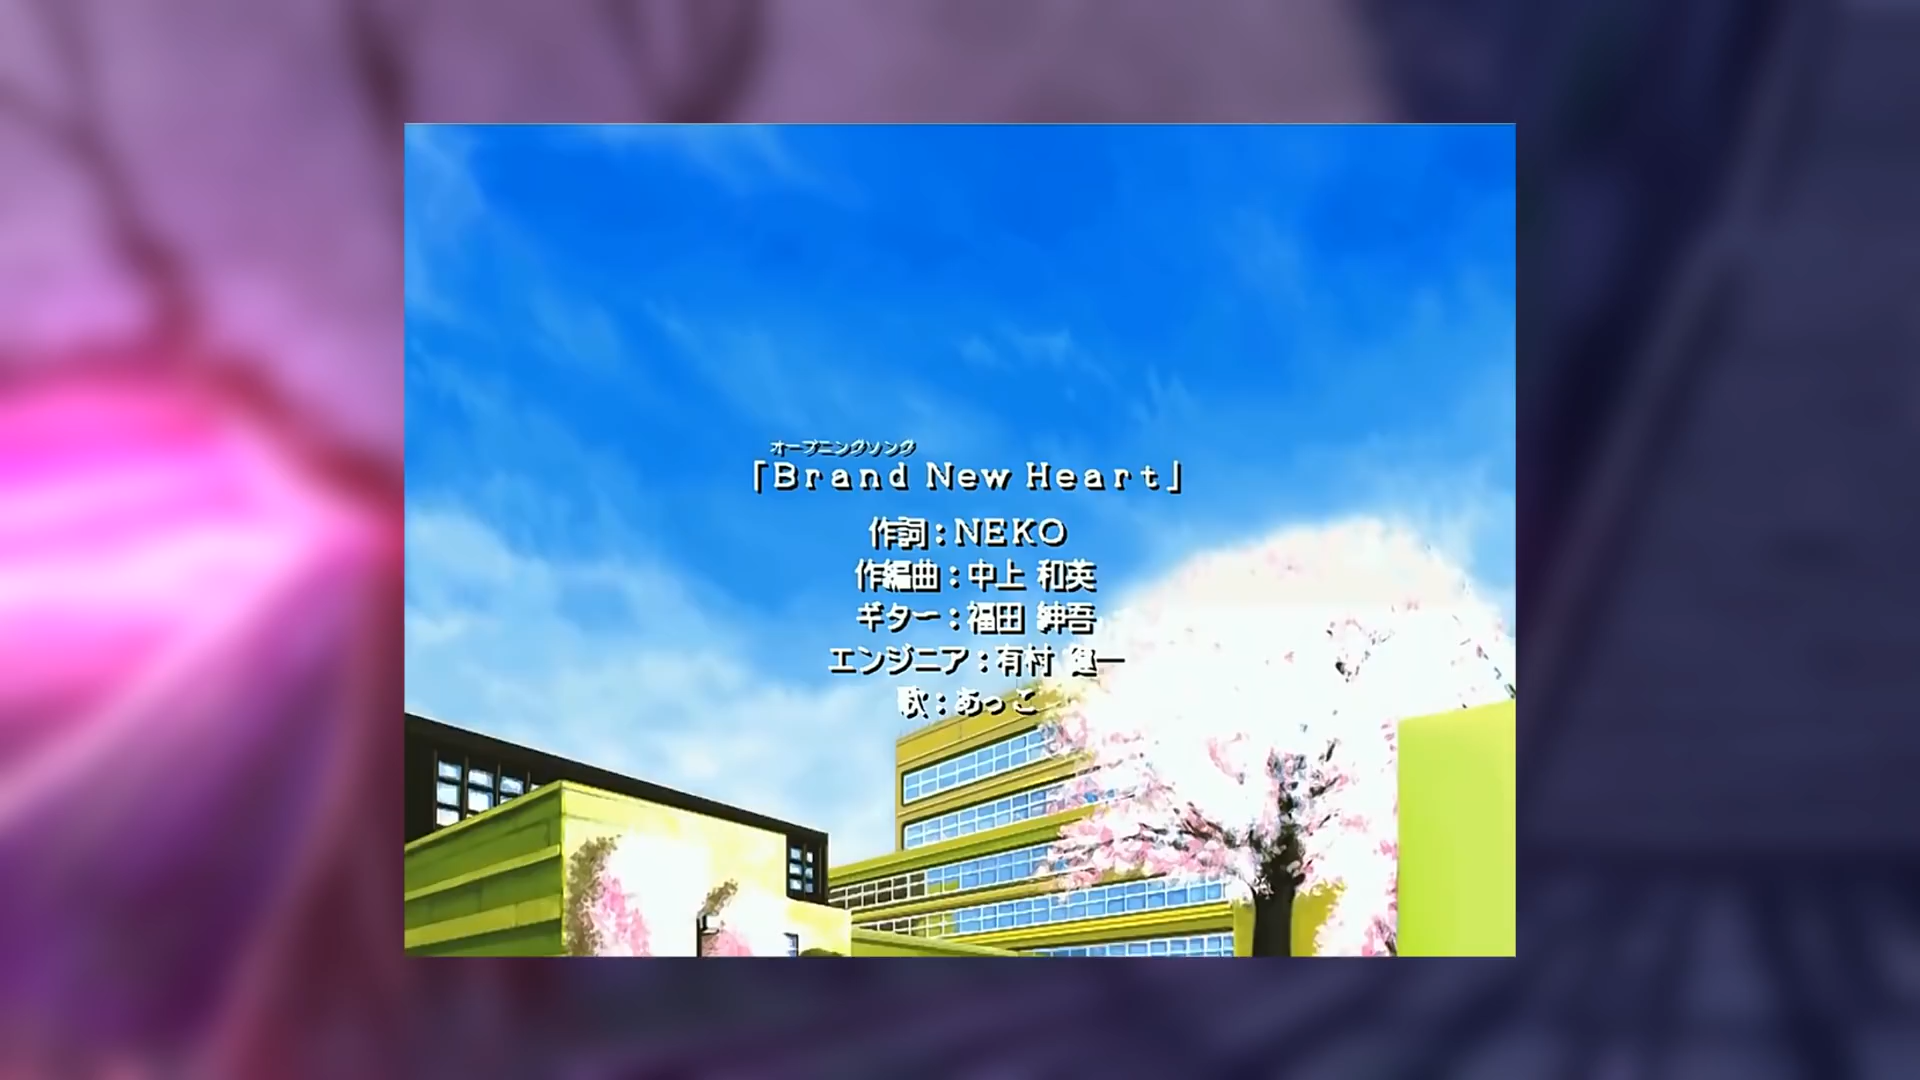 オープニングソング
「Brand New Heart」
作詞：NEKO
作編曲：中上 和英
ギター：福田 紳吾
エンジニア：有村 健一
歌：あっこ